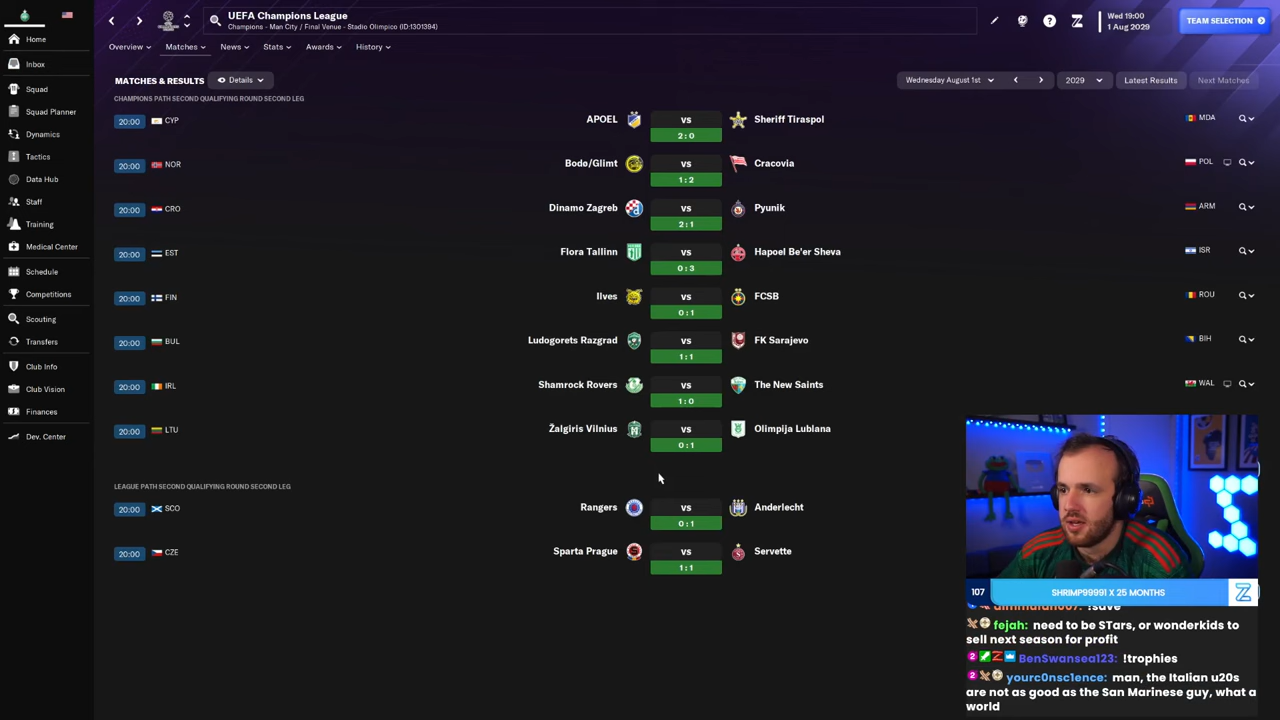 UEFA Champions League
Champions - Man City / Final Venue - Stadio Olimpico (ID:1301394)
Wed 19:00
1 Aug 2029
TEAM SELECTION
Home
Inbox
Squad
Squad Planner
Dynamics
Tactics
Data Hub
Staff
Training
Medical Center
Schedule
Competitions
Scouting
Transfers
Club Info
Club Vision
Finances
Dev. Center
Overview Matches News Stats Awards History
MATCHES & RESULTS Details Wednesday August 1st 2029 Latest Results Next Matches
CHAMPIONS PATH SECOND QUALIFYING ROUND SECOND LEG
20:00 CYP APOEL vs Sheriff Tiraspol MDA
2 : 0
20:00 NOR Bodø/Glimt vs Cracovia POL
1 : 2
20:00 CRO Dinamo Zagreb vs Pyunik ARM
2 : 1
20:00 EST Flora Tallinn vs Hapoel Be'er Sheva ISR
0 : 3
20:00 FIN Ilves vs FCSB ROU
0 : 1
20:00 BUL Ludogorets Razgrad vs FK Sarajevo BIH
1 : 1
20:00 IRL Shamrock Rovers vs The New Saints WAL
1 : 0
20:00 LTU Žalgiris Vilnius vs Olimpija Lublana
0 : 1
LEAGUE PATH SECOND QUALIFYING ROUND SECOND LEG
20:00 SCO Rangers vs Anderlecht
0 : 1
20:00 CZE Sparta Prague vs Servette
1 : 1
107 SHRIMP99991 X 25 MONTHS
fejah: need to be STars, or wonderkids to
sell next season for profit
BenSwansea123: !trophies
yourc0nsc1ence: man, the Italian u20s
are not as good as the San Marinese guy, what a
world